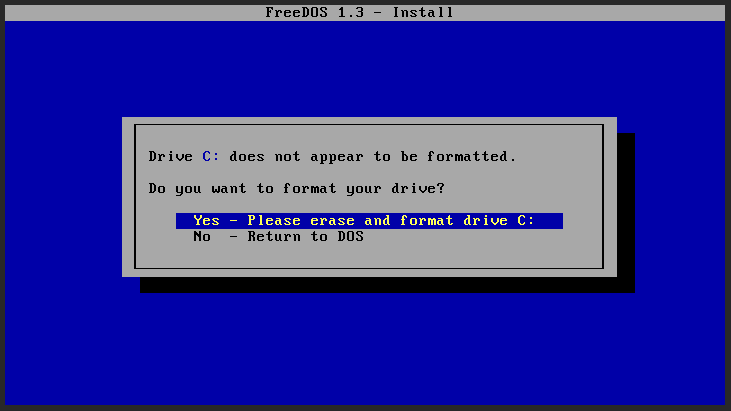 FreeDOS 1.3 - Install
Drive C: does not appear to be formatted.
Do you want to format your drive?
Yes - Please erase and format drive C:
No  - Return to DOS